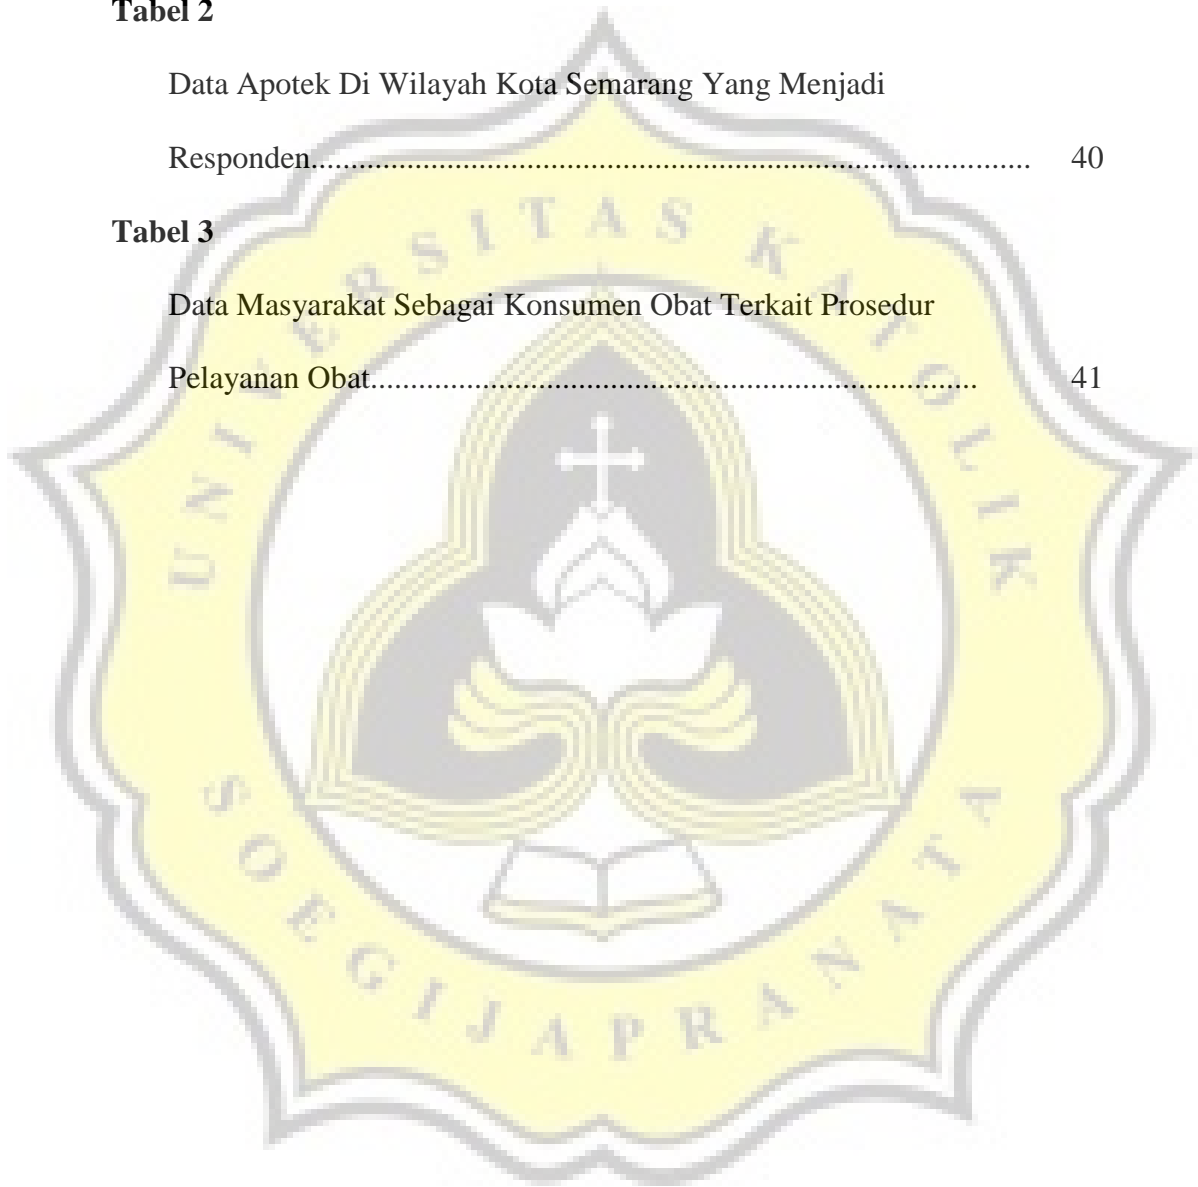 Tabel 2
Data Apotek Di Wilayah Kota Semarang Yang Menjadi
Responden.......................................................................................... 40
Tabel 3
Data Masyarakat Sebagai Konsumen Obat Terkait Prosedur
Pelayanan Obat............................................................................ 41
UNIVERSITAS KATOLIK
SOEGIJAPRANATA